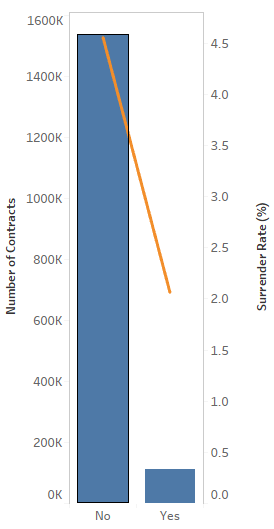 1600K
1400K
1200K
1000K
800K
600K
400K
200K
0K
Number of Contracts
4.5
4.0
3.5
3.0
2.5
2.0
1.5
1.0
0.5
0.0
Surrender Rate (%)
No
Yes